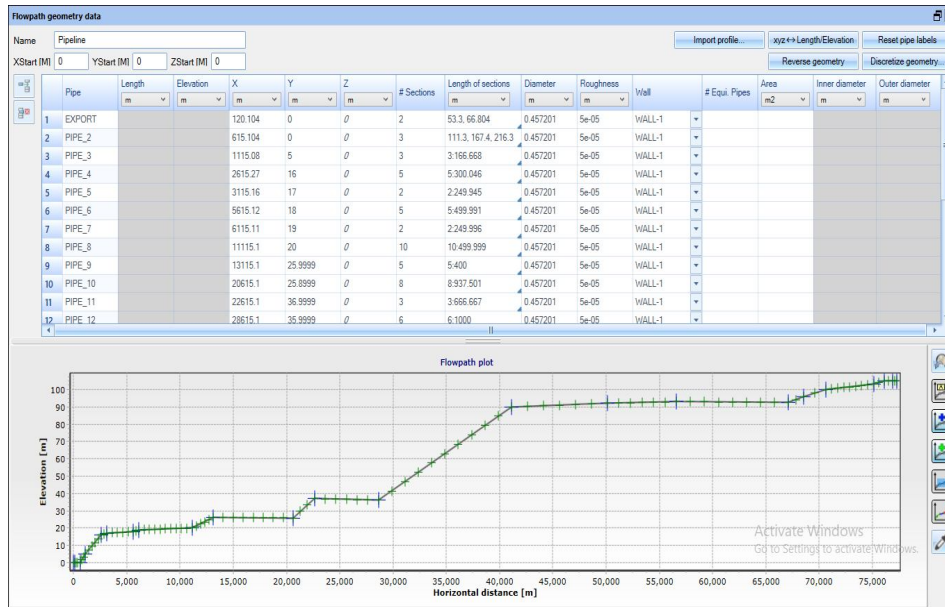 Flowpath geometry data
Name Pipeline Import profile... xyz<->Length/Elevation Reset pipe labels
XStart [M] 0 YStart [M] 0 ZStart [M] 0 Reverse geometry Discretize geometry...
Pipe Length Elevation X Y Z # Sections Length of sections Diameter Roughness Wall # Equi. Pipes Area Inner diameter Outer diameter
m m m m m m m m m2 m m
1 EXPORT 120.104 0 0 2 53.3, 66.804 0.457201 5e-05 WALL-1
2 PIPE_2 615.104 0 0 3 111.3, 167.4, 216.3 0.457201 5e-05 WALL-1
3 PIPE_3 1115.08 5 0 3 3:166.668 0.457201 5e-05 WALL-1
4 PIPE_4 2615.27 16 0 5 5:300.046 0.457201 5e-05 WALL-1
5 PIPE_5 3115.16 17 0 2 2:249.945 0.457201 5e-05 WALL-1
6 PIPE_6 5615.12 18 0 5 5:499.991 0.457201 5e-05 WALL-1
7 PIPE_7 6115.11 19 0 2 2:249.996 0.457201 5e-05 WALL-1
8 PIPE_8 11115.1 20 0 10 10:499.999 0.457201 5e-05 WALL-1
9 PIPE_9 13115.1 25.9999 0 5 5:400 0.457201 5e-05 WALL-1
10 PIPE_10 20615.1 25.8999 0 8 8:937.501 0.457201 5e-05 WALL-1
11 PIPE_11 22615.1 36.9999 0 3 3:666.667 0.457201 5e-05 WALL-1
12 PIPE_12 28615.1 35.9999 0 6 6:1000 0.457201 5e-05 WALL-1
Flowpath plot
100
90
80
70
60
50
40
30
20
10
0
Elevation [m]
0 5,000 10,000 15,000 20,000 25,000 30,000 35,000 40,000 45,000 50,000 55,000 60,000 65,000 70,000 75,000
Horizontal distance [m]
Activate Windows
Go to Settings to activate Windows.